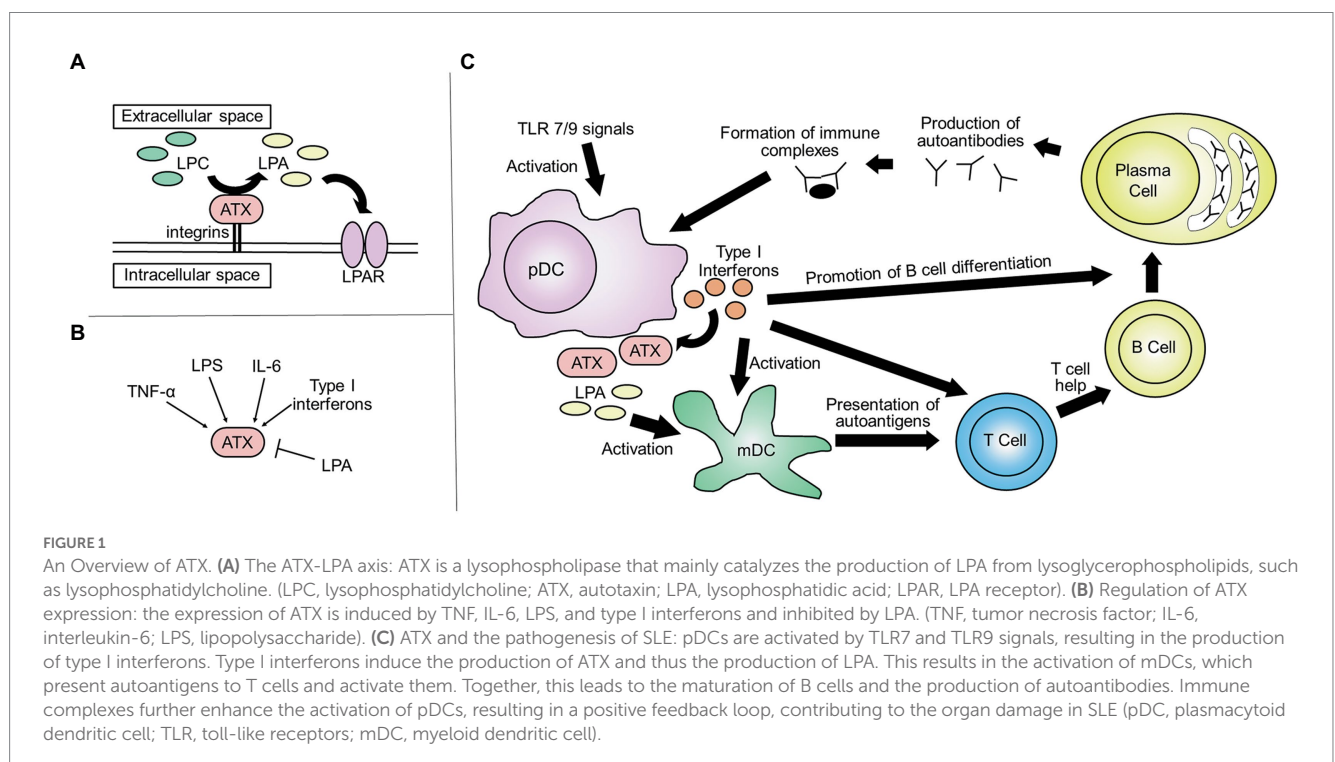 A
Extracellular space
LPC
LPA
ATX
integrins
Intracellular space
LPAR
B
TNF-α
LPS
IL-6
Type I
interferons
ATX
LPA
C
TLR 7/9 signals
Activation
pDC
Formation of immune
complexes
Production of
autoantibodies
Plasma
Cell
Type I
Interferons
Promotion of B cell differentiation
ATX
ATX
LPA
Activation
Activation
mDC
Presentation of
autoantigens
T Cell
T cell
help
B Cell
FIGURE 1
An Overview of ATX. (A) The ATX-LPA axis: ATX is a lysophospholipase that mainly catalyzes the production of LPA from lysoglycerophospholipids, such
as lysophosphatidylcholine. (LPC, lysophosphatidylcholine; ATX, autotaxin; LPA, lysophosphatidic acid; LPAR, LPA receptor). (B) Regulation of ATX
expression: the expression of ATX is induced by TNF, IL-6, LPS, and type I interferons and inhibited by LPA. (TNF, tumor necrosis factor; IL-6,
interleukin-6; LPS, lipopolysaccharide). (C) ATX and the pathogenesis of SLE: pDCs are activated by TLR7 and TLR9 signals, resulting in the production
of type I interferons. Type I interferons induce the production of ATX and thus the production of LPA. This results in the activation of mDCs, which
present autoantigens to T cells and activate them. Together, this leads to the maturation of B cells and the production of autoantibodies. Immune
complexes further enhance the activation of pDCs, resulting in a positive feedback loop, contributing to the organ damage in SLE (pDC, plasmacytoid
dendritic cell; TLR, toll-like receptors; mDC, myeloid dendritic cell).